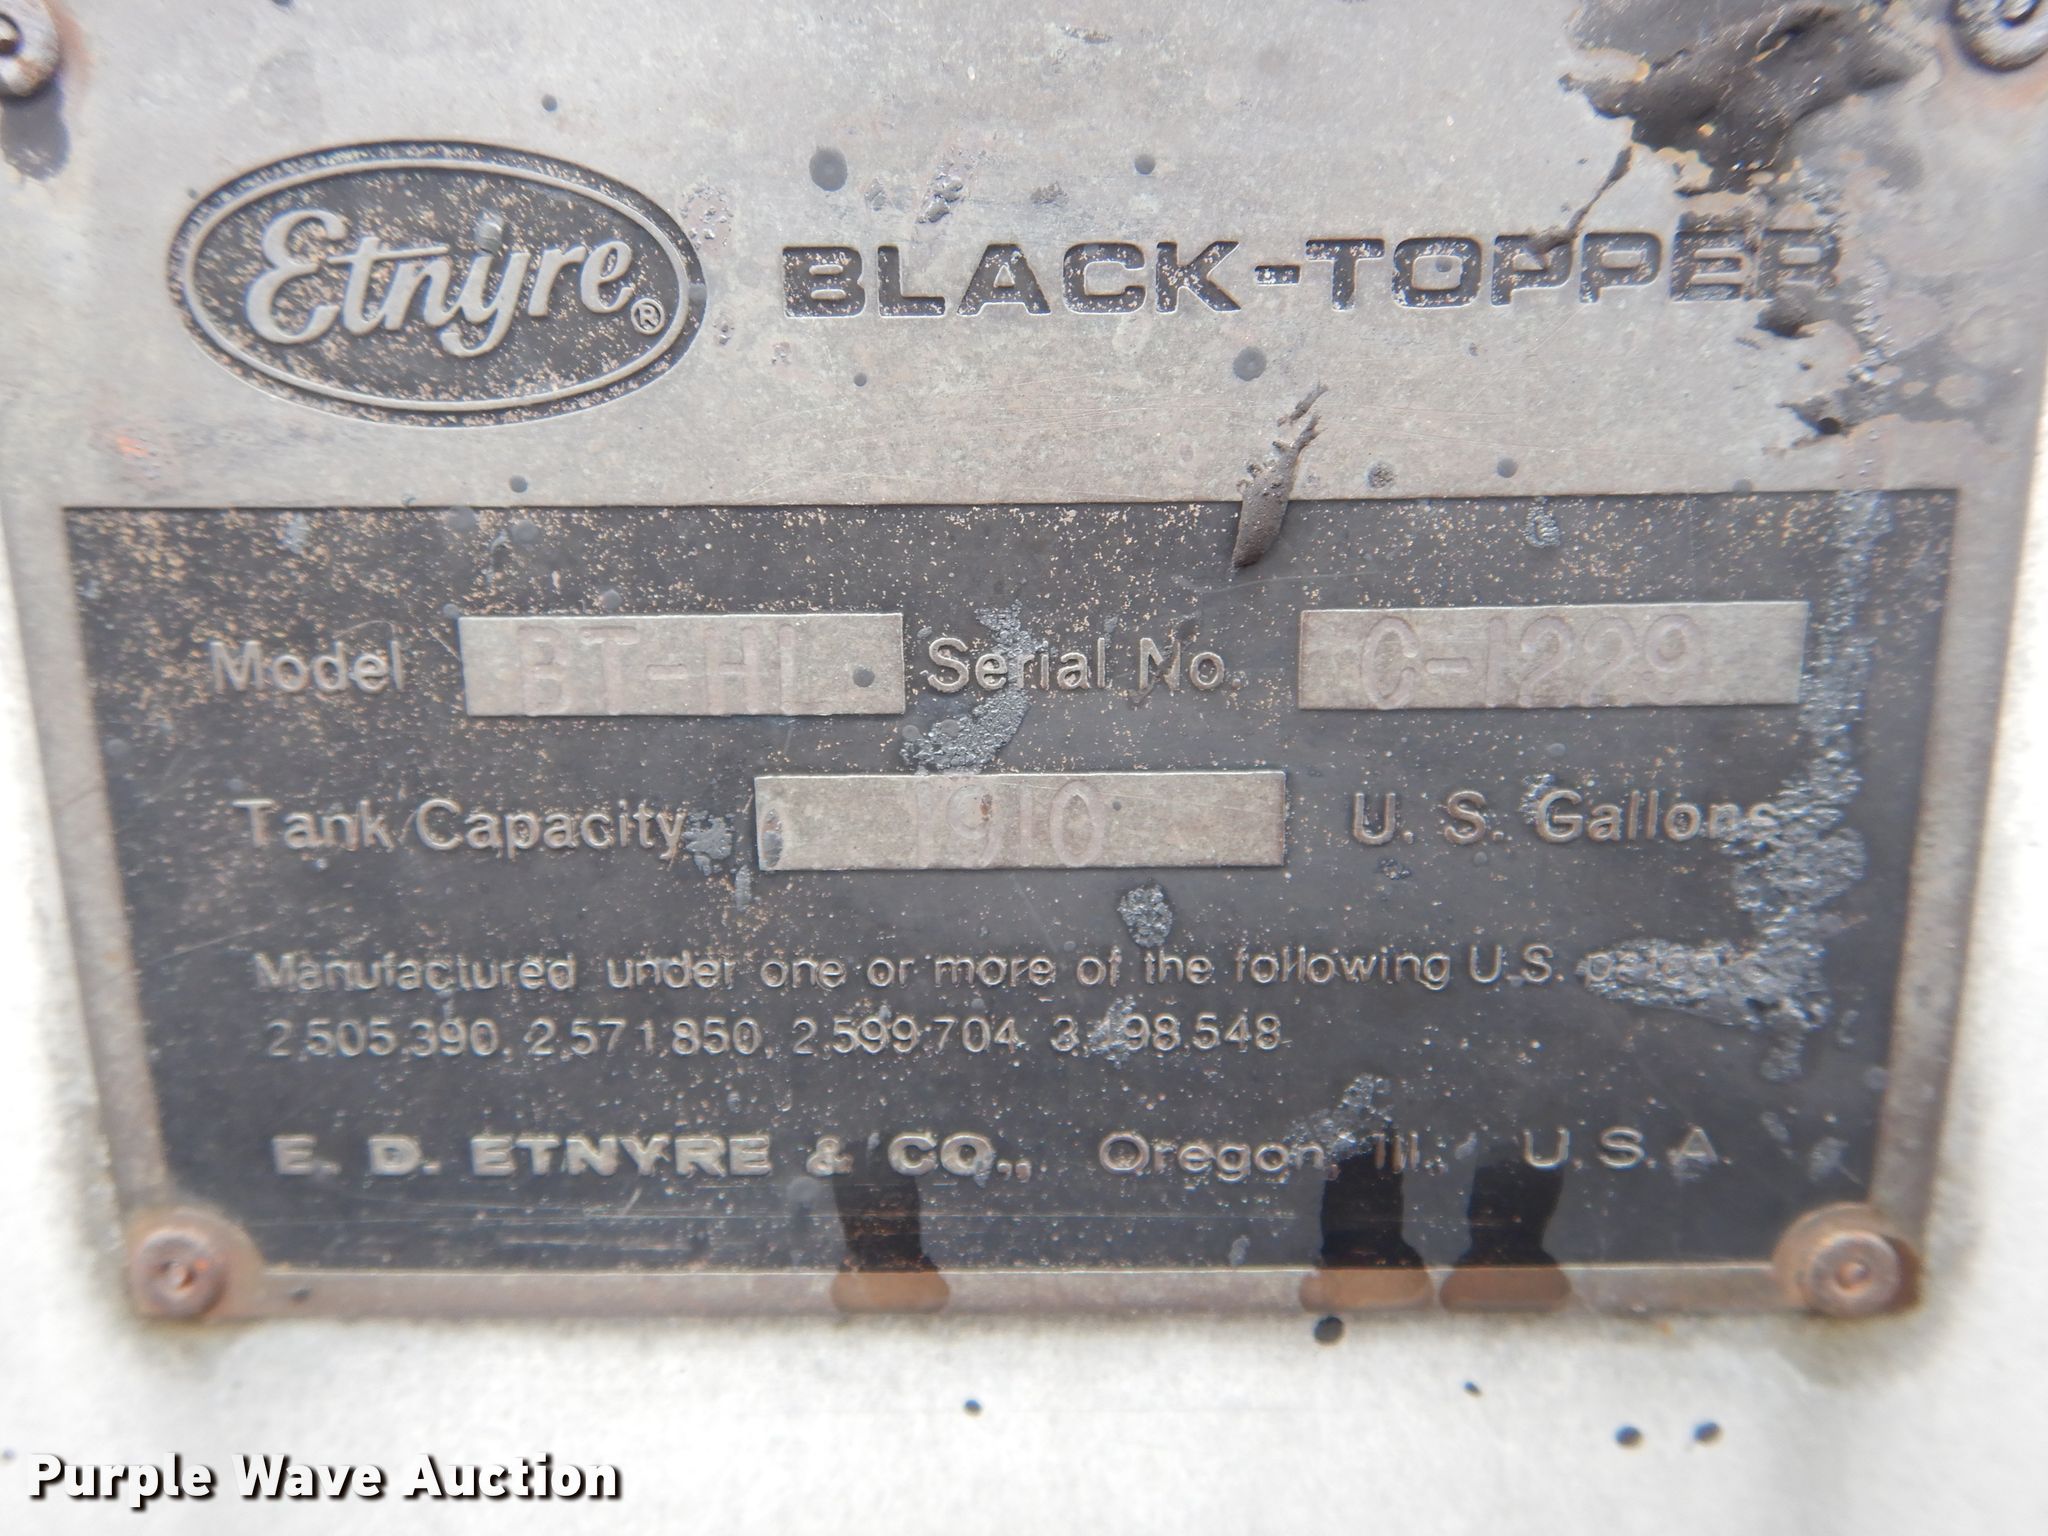 Etnyre® BLACK-TOPPER
Model BT-HL Serial No. C-1229
Tank Capacity 1910 U. S. Gallons
Manufactured under one or more of the following U.S.
2,505,390, 2,571,850, 2,599,704
E. D. ETNYRE & CO., Oregon, Ill., U.S.A.
Purple Wave Auction